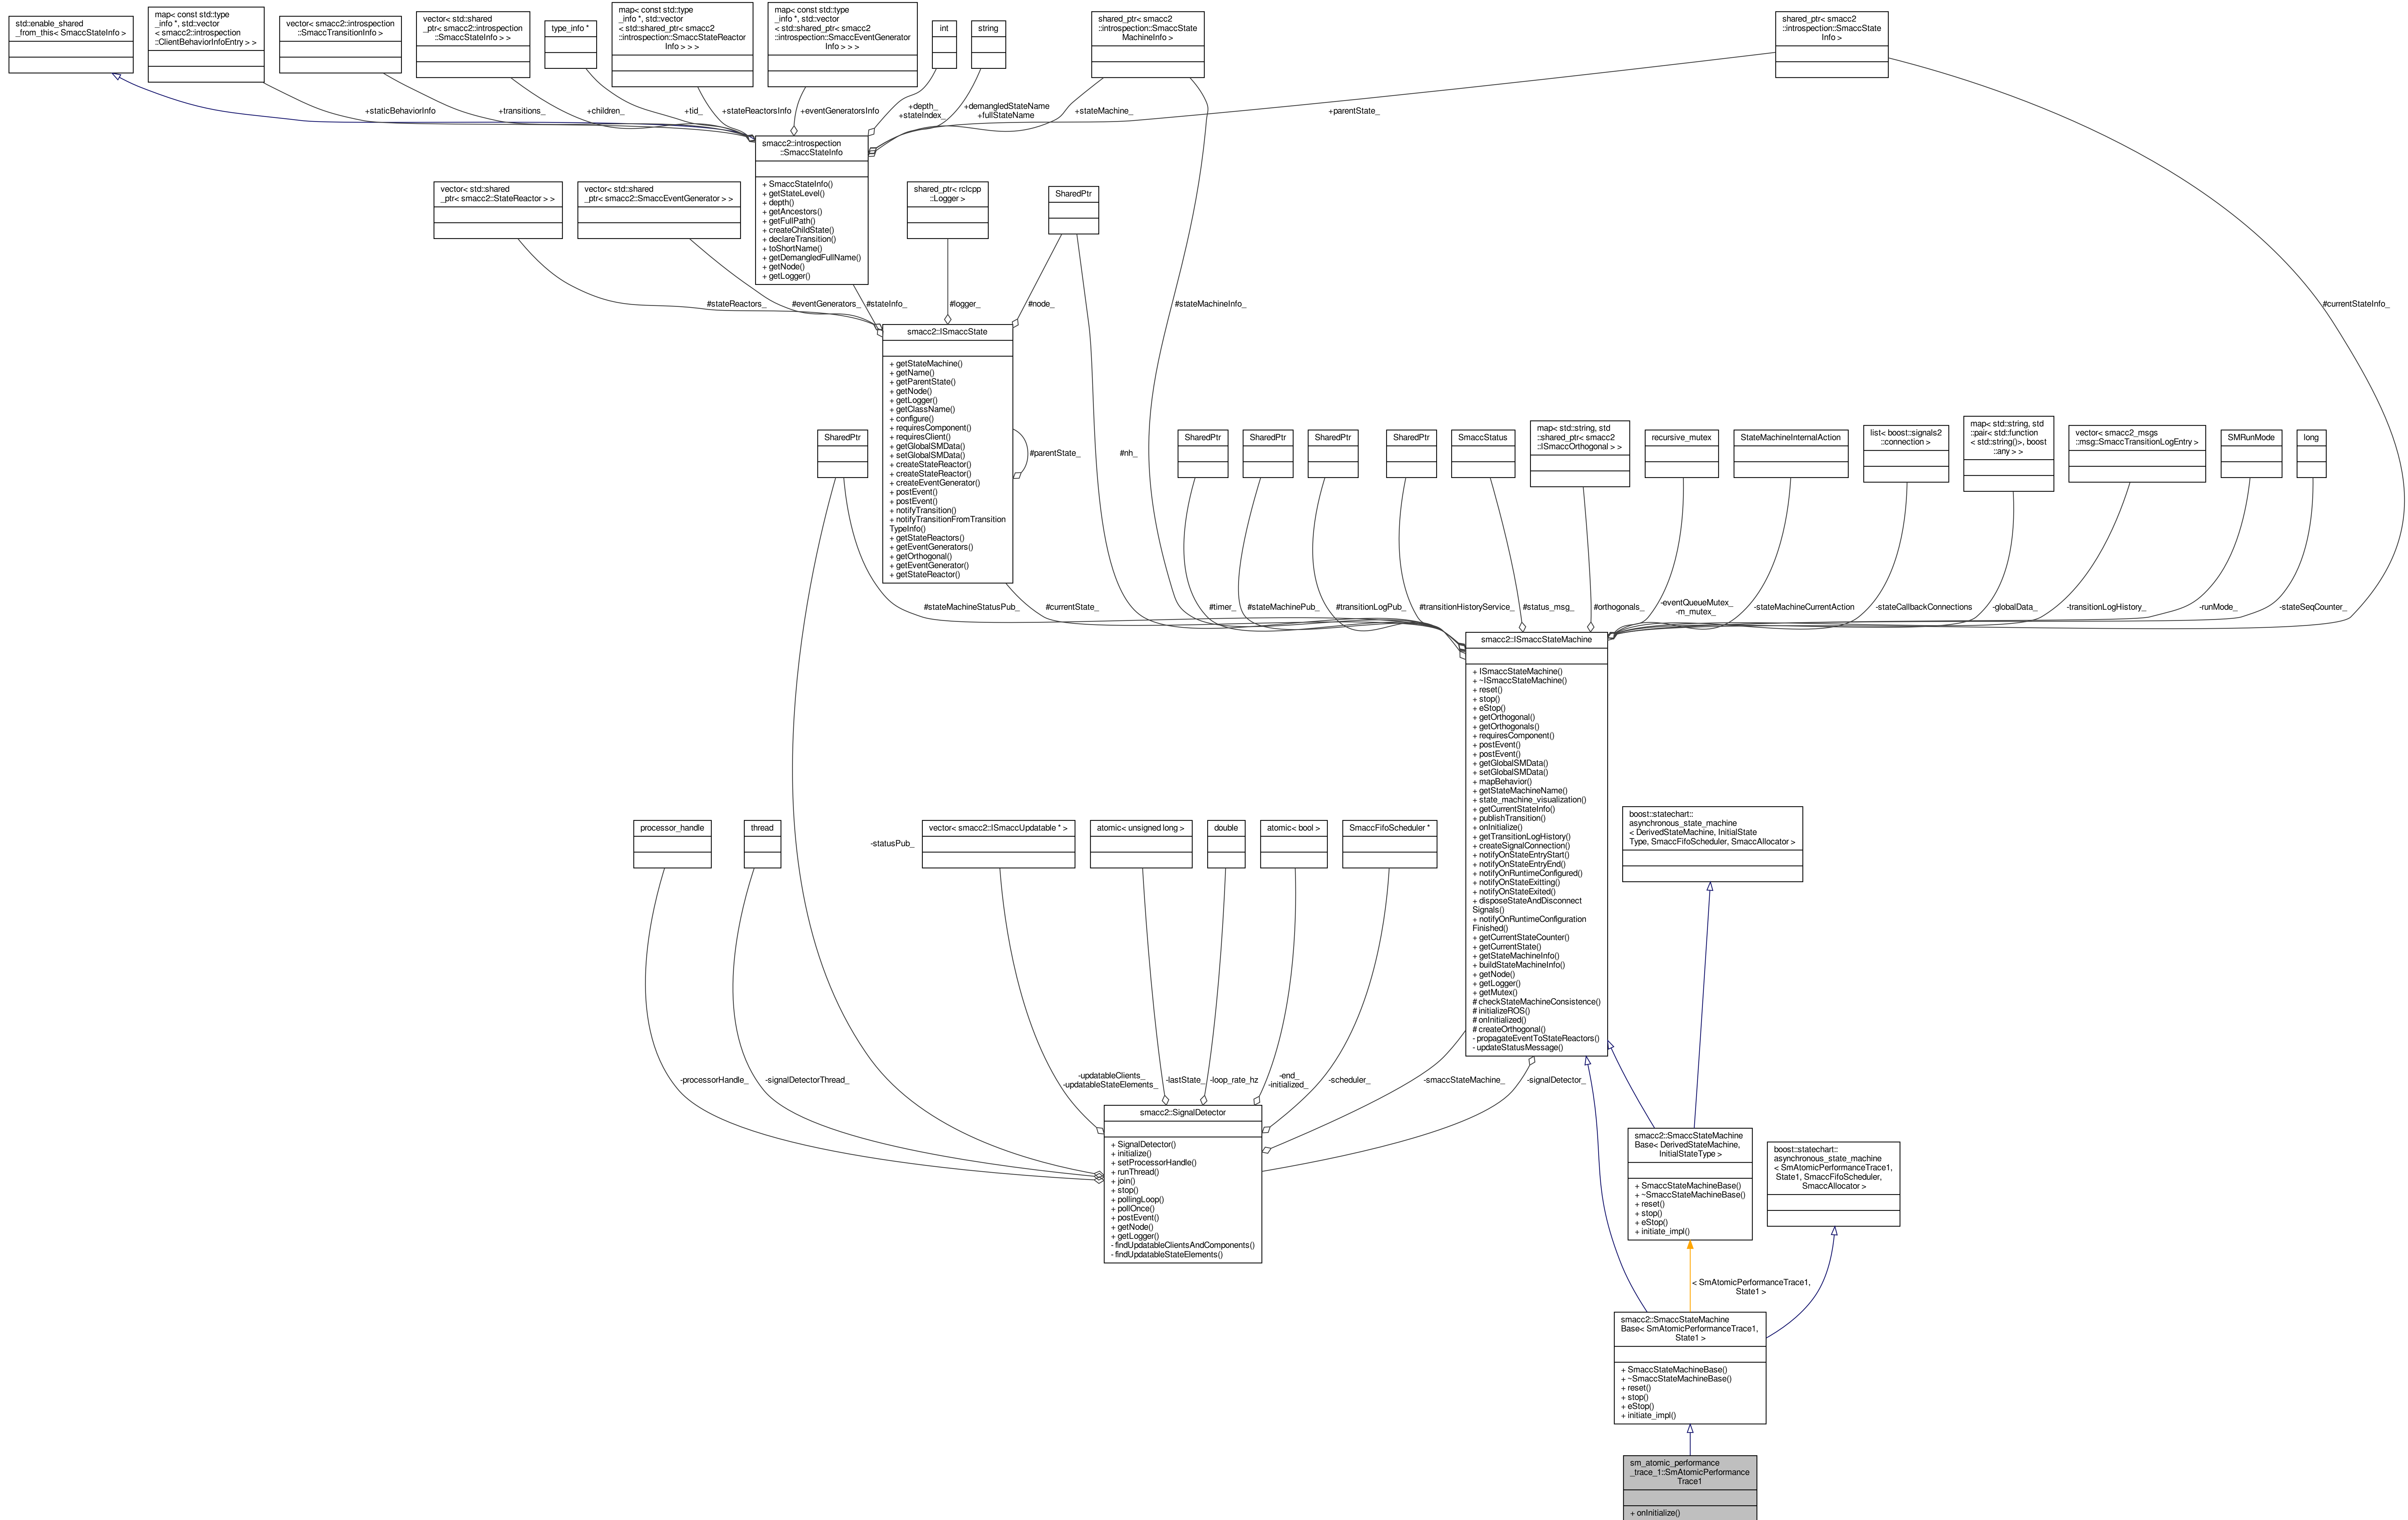 std::enable_shared
_from_this< SmaccStateInfo >
map< const std::type
_info *, std::vector
< smacc2::introspection
::ClientBehaviorInfoEntry > >
vector< smacc2::introspection
::SmaccTransitionInfo >
vector< std::shared
_ptr< smacc2::introspection
::SmaccStateInfo > >
type_info *
map< const std::type
_info *, std::vector
< std::shared_ptr< smacc2
::introspection::SmaccStateReactor
Info > > >
map< const std::type
_info *, std::vector
< std::shared_ptr< smacc2
::introspection::SmaccEventGenerator
Info > > >
int
string
shared_ptr< smacc2
::introspection::SmaccState
MachineInfo >
shared_ptr< smacc2
::introspection::SmaccState
Info >
+staticBehaviorInfo
+transitions_
+children_
+tid_
+stateReactorsInfo
+eventGeneratorsInfo
+depth_
+stateIndex_
+demangledStateName
+fullStateName
+stateMachine_
+parentState_
smacc2::introspection
::SmaccStateInfo
+ SmaccStateInfo()
+ getStateLevel()
+ depth()
+ getAncestors()
+ getFullPath()
+ createChildState()
+ declareTransition()
+ toShortName()
+ getDemangledFullName()
+ getNode()
+ getLogger()
vector< std::shared
_ptr< smacc2::StateReactor > >
vector< std::shared
_ptr< smacc2::SmaccEventGenerator > >
shared_ptr< rclcpp
::Logger >
SharedPtr
#stateReactors_
#eventGenerators_
#stateInfo_
#logger_
#node_
#stateMachineInfo_
#currentStateInfo_
smacc2::ISmaccState
+ getStateMachine()
+ getName()
+ getParentState()
+ getNode()
+ getLogger()
+ getClassName()
+ configure()
+ requiresComponent()
+ requiresClient()
+ getGlobalSMData()
+ setGlobalSMData()
+ createStateReactor()
+ createStateReactor()
+ createEventGenerator()
+ postEvent()
+ postEvent()
+ notifyTransition()
+ notifyTransitionFromTransition
TypeInfo()
+ getStateReactors()
+ getEventGenerators()
+ getOrthogonal()
+ getEventGenerator()
+ getStateReactor()
#parentState_
#nh_
SharedPtr
SharedPtr
SharedPtr
SharedPtr
SharedPtr
SmaccStatus
map< std::string, std
::shared_ptr< smacc2
::ISmaccOrthogonal > >
recursive_mutex
StateMachineInternalAction
list< boost::signals2
::connection >
map< std::string, std
::pair< std::function
< std::string()>, boost
::any > >
vector< smacc2_msgs
::msg::SmaccTransitionLogEntry >
SMRunMode
long
#stateMachineStatusPub_
#currentState_
#timer_
#stateMachinePub_
#transitionLogPub_
#transitionHistoryService_
#status_msg_
#orthogonals_
-eventQueueMutex_
-m_mutex_
-stateMachineCurrentAction
-stateCallbackConnections
-globalData_
-transitionLogHistory_
-runMode_
-stateSeqCounter_
smacc2::ISmaccStateMachine
+ ISmaccStateMachine()
+ ~ISmaccStateMachine()
+ reset()
+ stop()
+ eStop()
+ getOrthogonal()
+ getOrthogonals()
+ requiresComponent()
+ postEvent()
+ postEvent()
+ getGlobalSMData()
+ setGlobalSMData()
+ mapBehavior()
+ getStateMachineName()
+ state_machine_visualization()
+ getCurrentStateInfo()
+ publishTransition()
+ onInitialize()
+ getTransitionLogHistory()
+ createSignalConnection()
+ notifyOnStateEntryStart()
+ notifyOnStateEntryEnd()
+ notifyOnRuntimeConfigured()
+ notifyOnStateExitting()
+ notifyOnStateExited()
+ disposeStateAndDisconnect
Signals()
+ notifyOnRuntimeConfiguration
Finished()
+ getCurrentStateCounter()
+ getCurrentState()
+ getStateMachineInfo()
+ buildStateMachineInfo()
+ getNode()
+ getLogger()
+ getMutex()
# checkStateMachineConsistence()
# initializeROS()
# onInitialized()
# createOrthogonal()
- propagateEventToStateReactors()
- updateStatusMessage()
processor_handle
thread
-statusPub_
vector< smacc2::ISmaccUpdatable * >
atomic< unsigned long >
double
atomic< bool >
SmaccFifoScheduler *
boost::statechart::
asynchronous_state_machine
< DerivedStateMachine, InitialState
Type, SmaccFifoScheduler, SmaccAllocator >
-processorHandle_
-signalDetectorThread_
-updatableClients_
-updatableStateElements_
-lastState_
-loop_rate_hz
-end_
-initialized_
-scheduler_
-smaccStateMachine_
-signalDetector_
smacc2::SignalDetector
+ SignalDetector()
+ initialize()
+ setProcessorHandle()
+ runThread()
+ join()
+ stop()
+ pollingLoop()
+ pollOnce()
+ postEvent()
+ getNode()
+ getLogger()
- findUpdatableClientsAndComponents()
- findUpdatableStateElements()
smacc2::SmaccStateMachine
Base< DerivedStateMachine,
InitialStateType >
+ SmaccStateMachineBase()
+ ~SmaccStateMachineBase()
+ reset()
+ stop()
+ eStop()
+ initiate_impl()
boost::statechart::
asynchronous_state_machine
< SmAtomicPerformanceTrace1,
State1, SmaccFifoScheduler,
SmaccAllocator >
< SmAtomicPerformanceTrace1,
State1 >
smacc2::SmaccStateMachine
Base< SmAtomicPerformanceTrace1,
State1 >
+ SmaccStateMachineBase()
+ ~SmaccStateMachineBase()
+ reset()
+ stop()
+ eStop()
+ initiate_impl()
sm_atomic_performance
_trace_1::SmAtomicPerformance
Trace1
+ onInitialize()